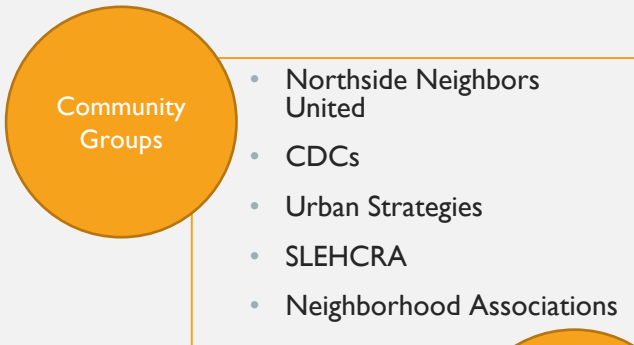 Community
Groups
• Northside Neighbors
United
• CDCs
• Urban Strategies
• SLEHCRA
• Neighborhood Associations